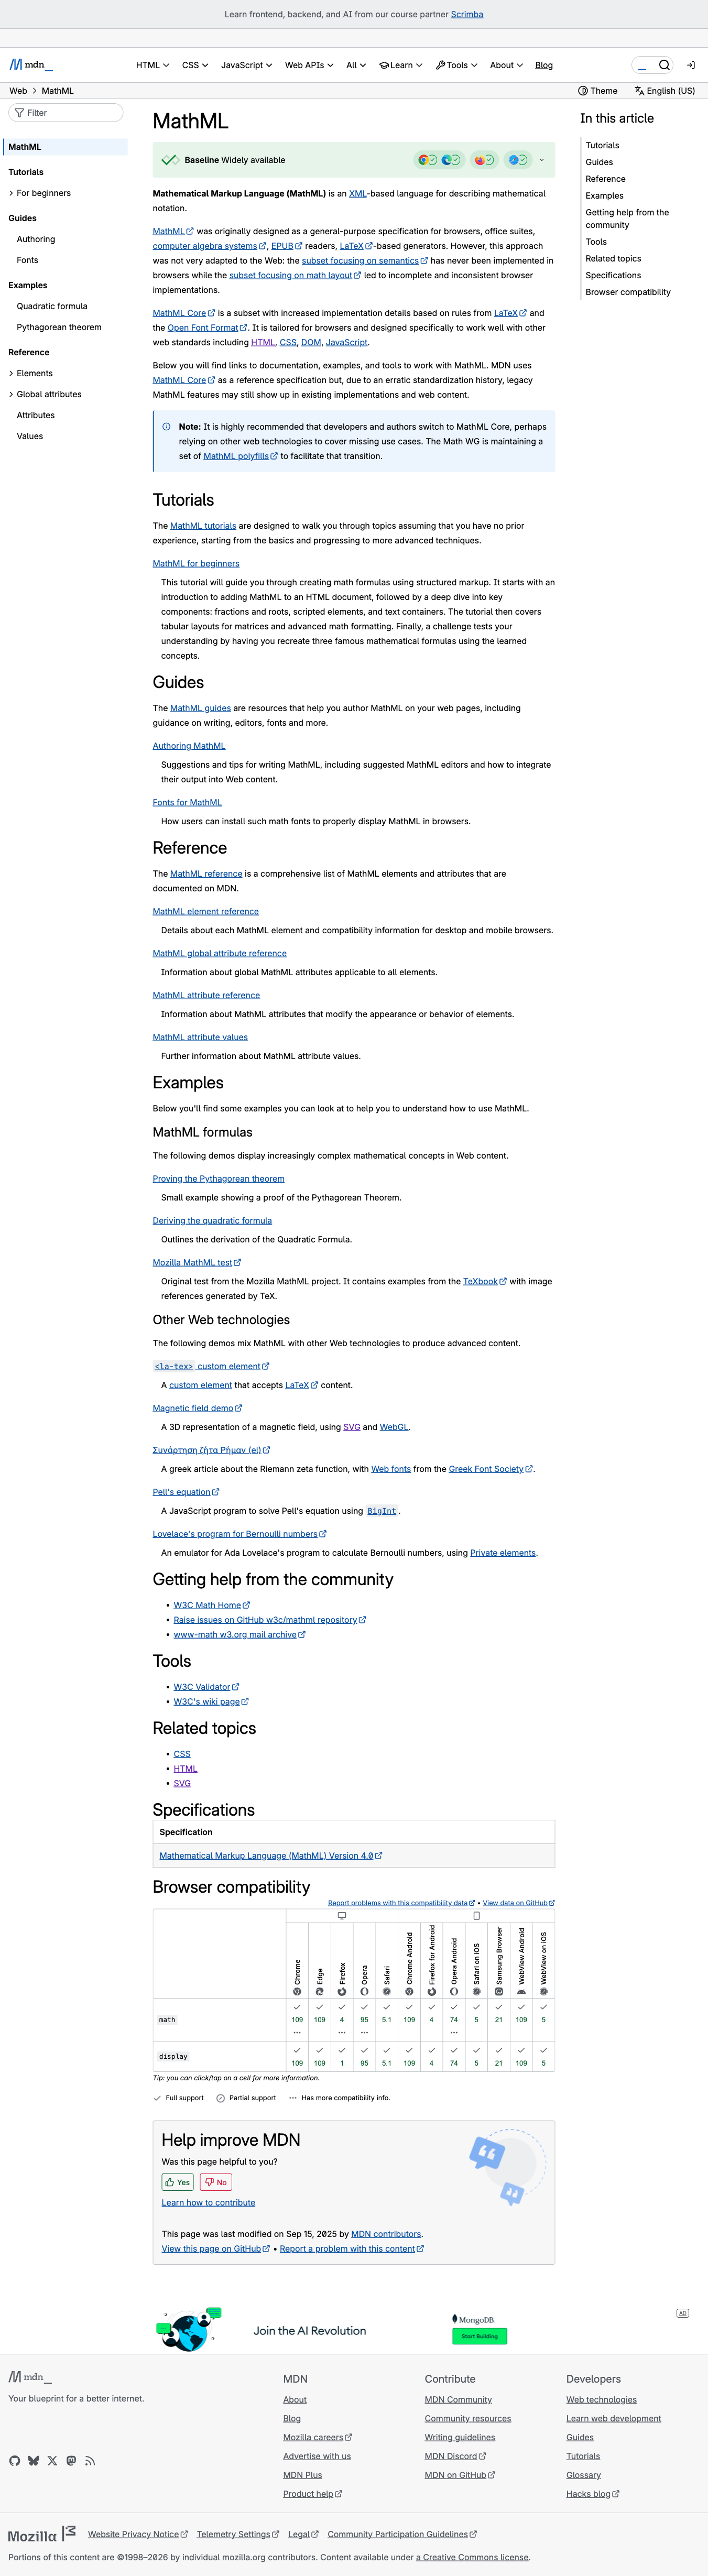 Learn frontend, backend, and AI from our course partner Scrimba
mdn_
HTML CSS JavaScript Web APIs All Learn Tools About Blog
Web > MathML
Theme English (US)
Filter
MathML
Tutorials
For beginners
Guides
Authoring
Fonts
Examples
Quadratic formula
Pythagorean theorem
Reference
Elements
Global attributes
Attributes
Values
MathML
Baseline Widely available
Mathematical Markup Language (MathML) is an XML-based language for describing mathematical
notation.
MathML was originally designed as a general-purpose specification for browsers, office suites,
computer algebra systems, EPUB readers, LaTeX-based generators. However, this approach
was not very adapted to the Web: the subset focusing on semantics has never been implemented in
browsers while the subset focusing on math layout led to incomplete and inconsistent browser
implementations.
MathML Core is a subset with increased implementation details based on rules from LaTeX and
the Open Font Format. It is tailored for browsers and designed specifically to work well with other
web standards including HTML, CSS, DOM, JavaScript.
Below you will find links to documentation, examples, and tools to work with MathML. MDN uses
MathML Core as a reference specification but, due to an erratic standardization history, legacy
MathML features may still show up in existing implementations and web content.
Note: It is highly recommended that developers and authors switch to MathML Core, perhaps
relying on other web technologies to cover missing use cases. The Math WG is maintaining a
set of MathML polyfills to facilitate that transition.
Tutorials
The MathML tutorials are designed to walk you through topics assuming that you have no prior
experience, starting from the basics and progressing to more advanced techniques.
MathML for beginners
This tutorial will guide you through creating math formulas using structured markup. It starts with an
introduction to adding MathML to an HTML document, followed by a deep dive into key
components: fractions and roots, scripted elements, and text containers. The tutorial then covers
tabular layouts for matrices and advanced math formatting. Finally, a challenge tests your
understanding by having you recreate three famous mathematical formulas using the learned
concepts.
Guides
The MathML guides are resources that help you author MathML on your web pages, including
guidance on writing, editors, fonts and more.
Authoring MathML
Suggestions and tips for writing MathML, including suggested MathML editors and how to integrate
their output into Web content.
Fonts for MathML
How users can install such math fonts to properly display MathML in browsers.
Reference
The MathML reference is a comprehensive list of MathML elements and attributes that are
documented on MDN.
MathML element reference
Details about each MathML element and compatibility information for desktop and mobile browsers.
MathML global attribute reference
Information about global MathML attributes applicable to all elements.
MathML attribute reference
Information about MathML attributes that modify the appearance or behavior of elements.
MathML attribute values
Further information about MathML attribute values.
Examples
Below you'll find some examples you can look at to help you to understand how to use MathML.
MathML formulas
The following demos display increasingly complex mathematical concepts in Web content.
Proving the Pythagorean theorem
Small example showing a proof of the Pythagorean Theorem.
Deriving the quadratic formula
Outlines the derivation of the Quadratic Formula.
Mozilla MathML test
Original test from the Mozilla MathML project. It contains examples from the TeXbook with image
references generated by TeX.
Other Web technologies
The following demos mix MathML with other Web technologies to produce advanced content.
<la-tex> custom element
A custom element that accepts LaTeX content.
Magnetic field demo
A 3D representation of a magnetic field, using SVG and WebGL.
Συνάρτηση ζήτα Ρήμαν (el)
A greek article about the Riemann zeta function, with Web fonts from the Greek Font Society.
Pell's equation
A JavaScript program to solve Pell's equation using BigInt.
Lovelace's program for Bernoulli numbers
An emulator for Ada Lovelace's program to calculate Bernoulli numbers, using Private elements.
Getting help from the community
• W3C Math Home
• Raise issues on GitHub w3c/mathml repository
• www-math w3.org mail archive
Tools
• W3C Validator
• W3C's wiki page
Related topics
• CSS
• HTML
• SVG
Specifications
Specification
Mathematical Markup Language (MathML) Version 4.0
Browser compatibility
Report problems with this compatibility data • View data on GitHub
Chrome Edge Firefox Opera Safari Chrome Android Firefox for Android Opera Android Safari on iOS Samsung Browser WebView Android WebView on iOS
math 109 109 4 95 5.1 109 4 74 5 21 109 5
display 109 109 1 95 5.1 109 4 74 5 21 109 5
Tip: you can click/tap on a cell for more information.
Full support Partial support ··· Has more compatibility info.
Help improve MDN
Was this page helpful to you?
Yes No
Learn how to contribute
This page was last modified on Sep 15, 2025 by MDN contributors.
View this page on GitHub • Report a problem with this content
In this article
Tutorials
Guides
Reference
Examples
Getting help from the
community
Tools
Related topics
Specifications
Browser compatibility
Join the AI Revolution
MongoDB.
Start Building
AD
mdn_
Your blueprint for a better internet.
MDN
About
Blog
Mozilla careers
Advertise with us
MDN Plus
Product help
Contribute
MDN Community
Community resources
Writing guidelines
MDN Discord
MDN on GitHub
Developers
Web technologies
Learn web development
Guides
Tutorials
Glossary
Hacks blog
Mozilla
Website Privacy Notice Telemetry Settings Legal Community Participation Guidelines
Portions of this content are ©1998–2026 by individual mozilla.org contributors. Content available under a Creative Commons license.